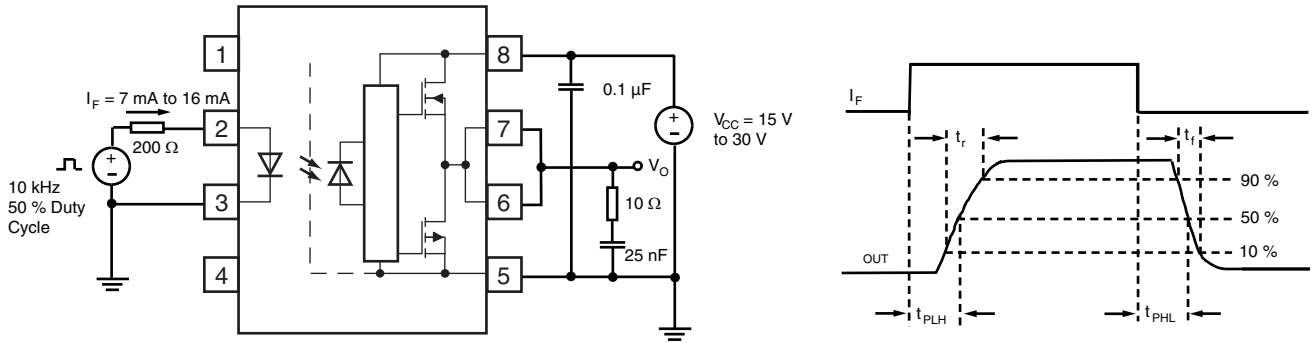 1
2
3
4
8
7
6
5
I_F = 7 mA to 16 mA
200 Ω
+
-
10 kHz
50 % Duty
Cycle
0.1 µF
+
-
V_CC = 15 V
to 30 V
V_O
10 Ω
25 nF
I_F
t_r
t_f
90 %
50 %
10 %
OUT
t_PLH
t_PHL